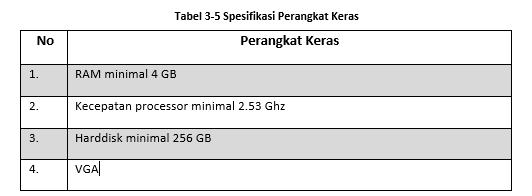 Tabel 3-5 Spesifikasi Perangkat Keras
No Perangkat Keras
1. RAM minimal 4 GB
2. Kecepatan processor minimal 2.53 Ghz
3. Harddisk minimal 256 GB
4. VGA